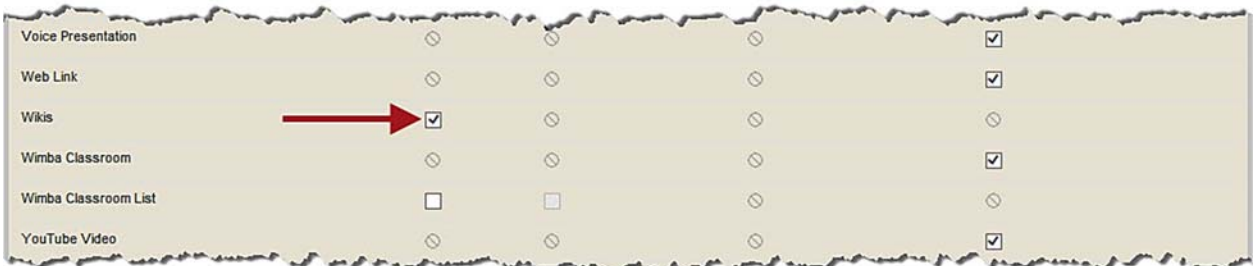 Voice Presentation
Web Link
Wikis
Wimba Classroom
Wimba Classroom List
YouTube Video